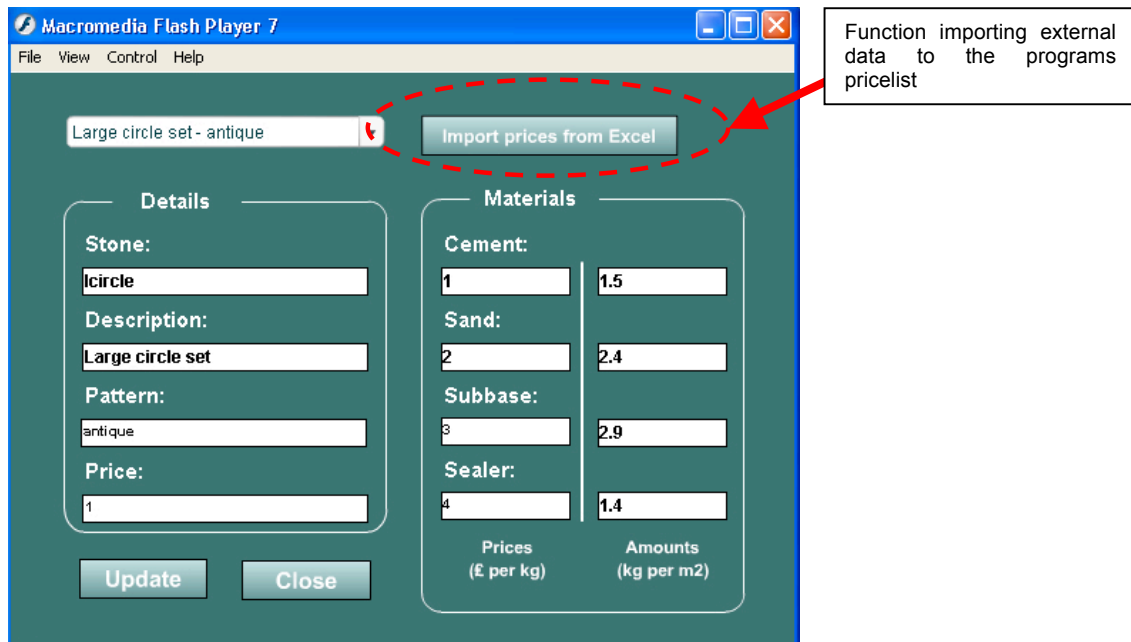 Macromedia Flash Player 7
File View Control Help
Function importing external
data to the programs
pricelist
Large circle set - antique
Import prices from Excel
Details
Stone:
lcircle
Description:
Large circle set
Pattern:
antique
Price:
1
Update
Close
Materials
Cement:
1 1.5
Sand:
2 2.4
Subbase:
3 2.9
Sealer:
4 1.4
Prices Amounts
(£ per kg) (kg per m2)